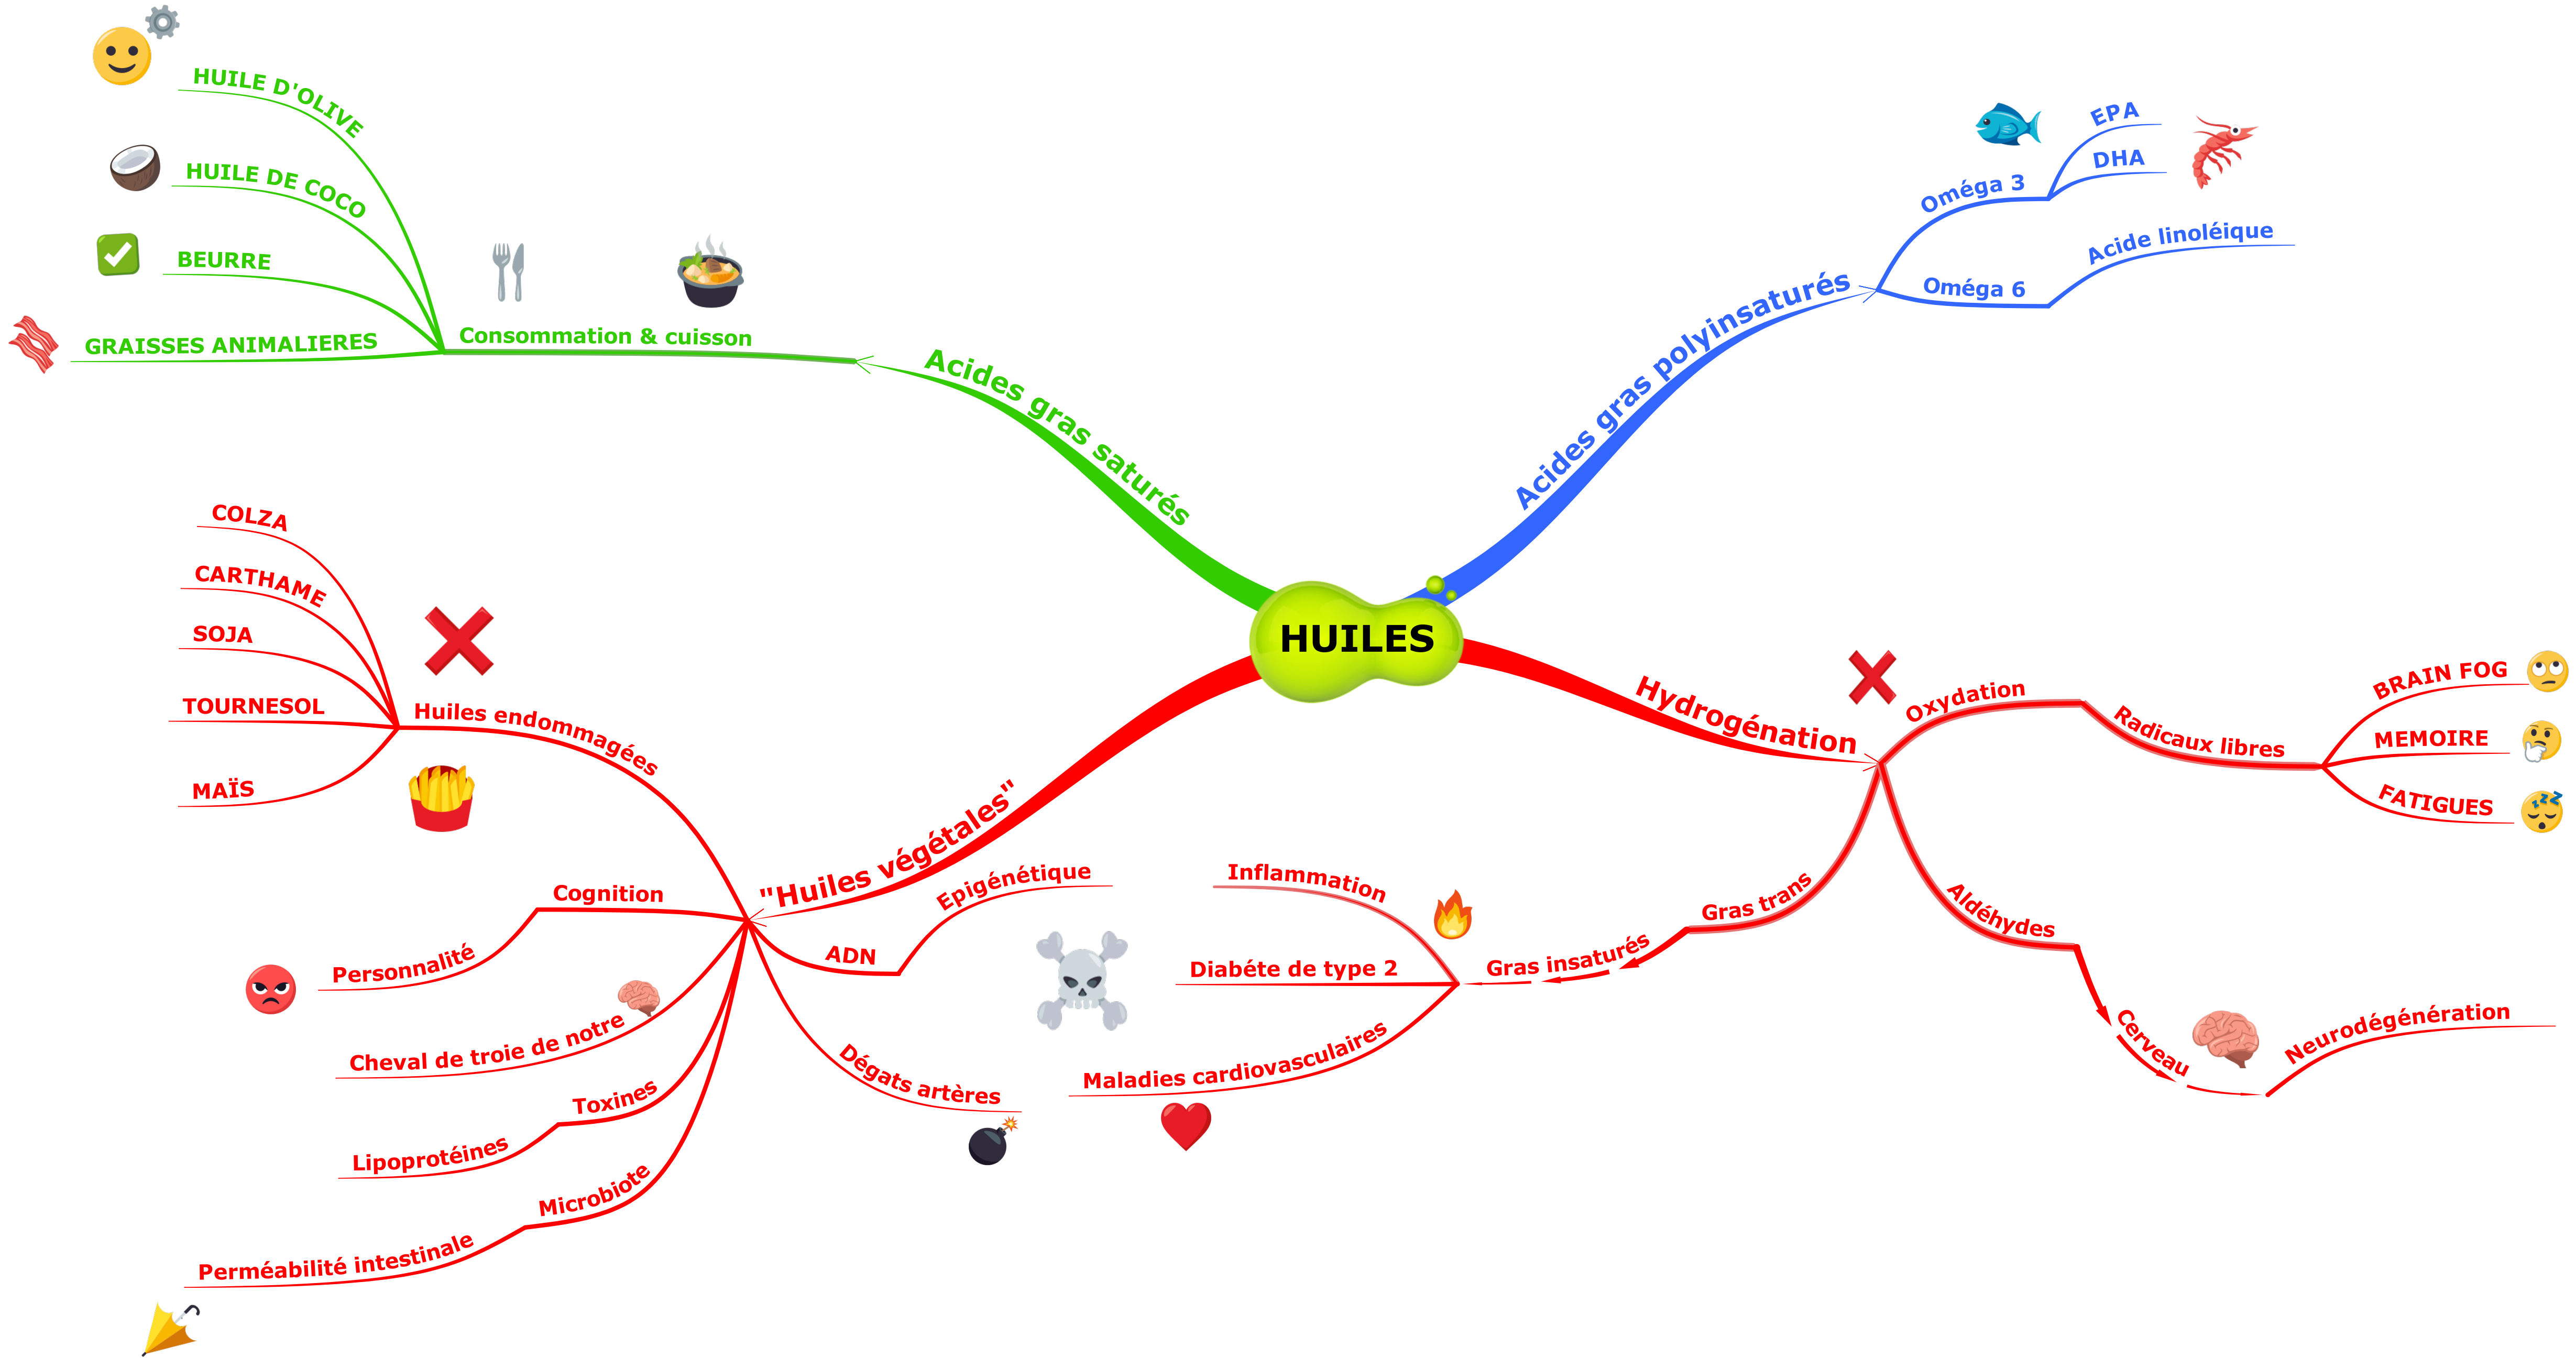 HUILES
Acides gras saturés
Consommation & cuisson
HUILE D'OLIVE
HUILE DE COCO
BEURRE
GRAISSES ANIMALIERES
Acides gras polyinsaturés
Oméga 3
EPA
DHA
Oméga 6
Acide linoléique
Hydrogénation
Oxydation
Radicaux libres
BRAIN FOG
MEMOIRE
FATIGUES
Aldéhydes
Cerveau
Neurodégénération
Gras trans
Gras insaturés
Inflammation
Diabéte de type 2
Maladies cardiovasculaires
"Huiles végétales"
Huiles endommagées
COLZA
CARTHAME
SOJA
TOURNESOL
MAÏS
Cognition
Personnalité
Cheval de troie de notre
Toxines
Lipoprotéines
Microbiote
Perméabilité intestinale
ADN
Epigénétique
Dégats artères